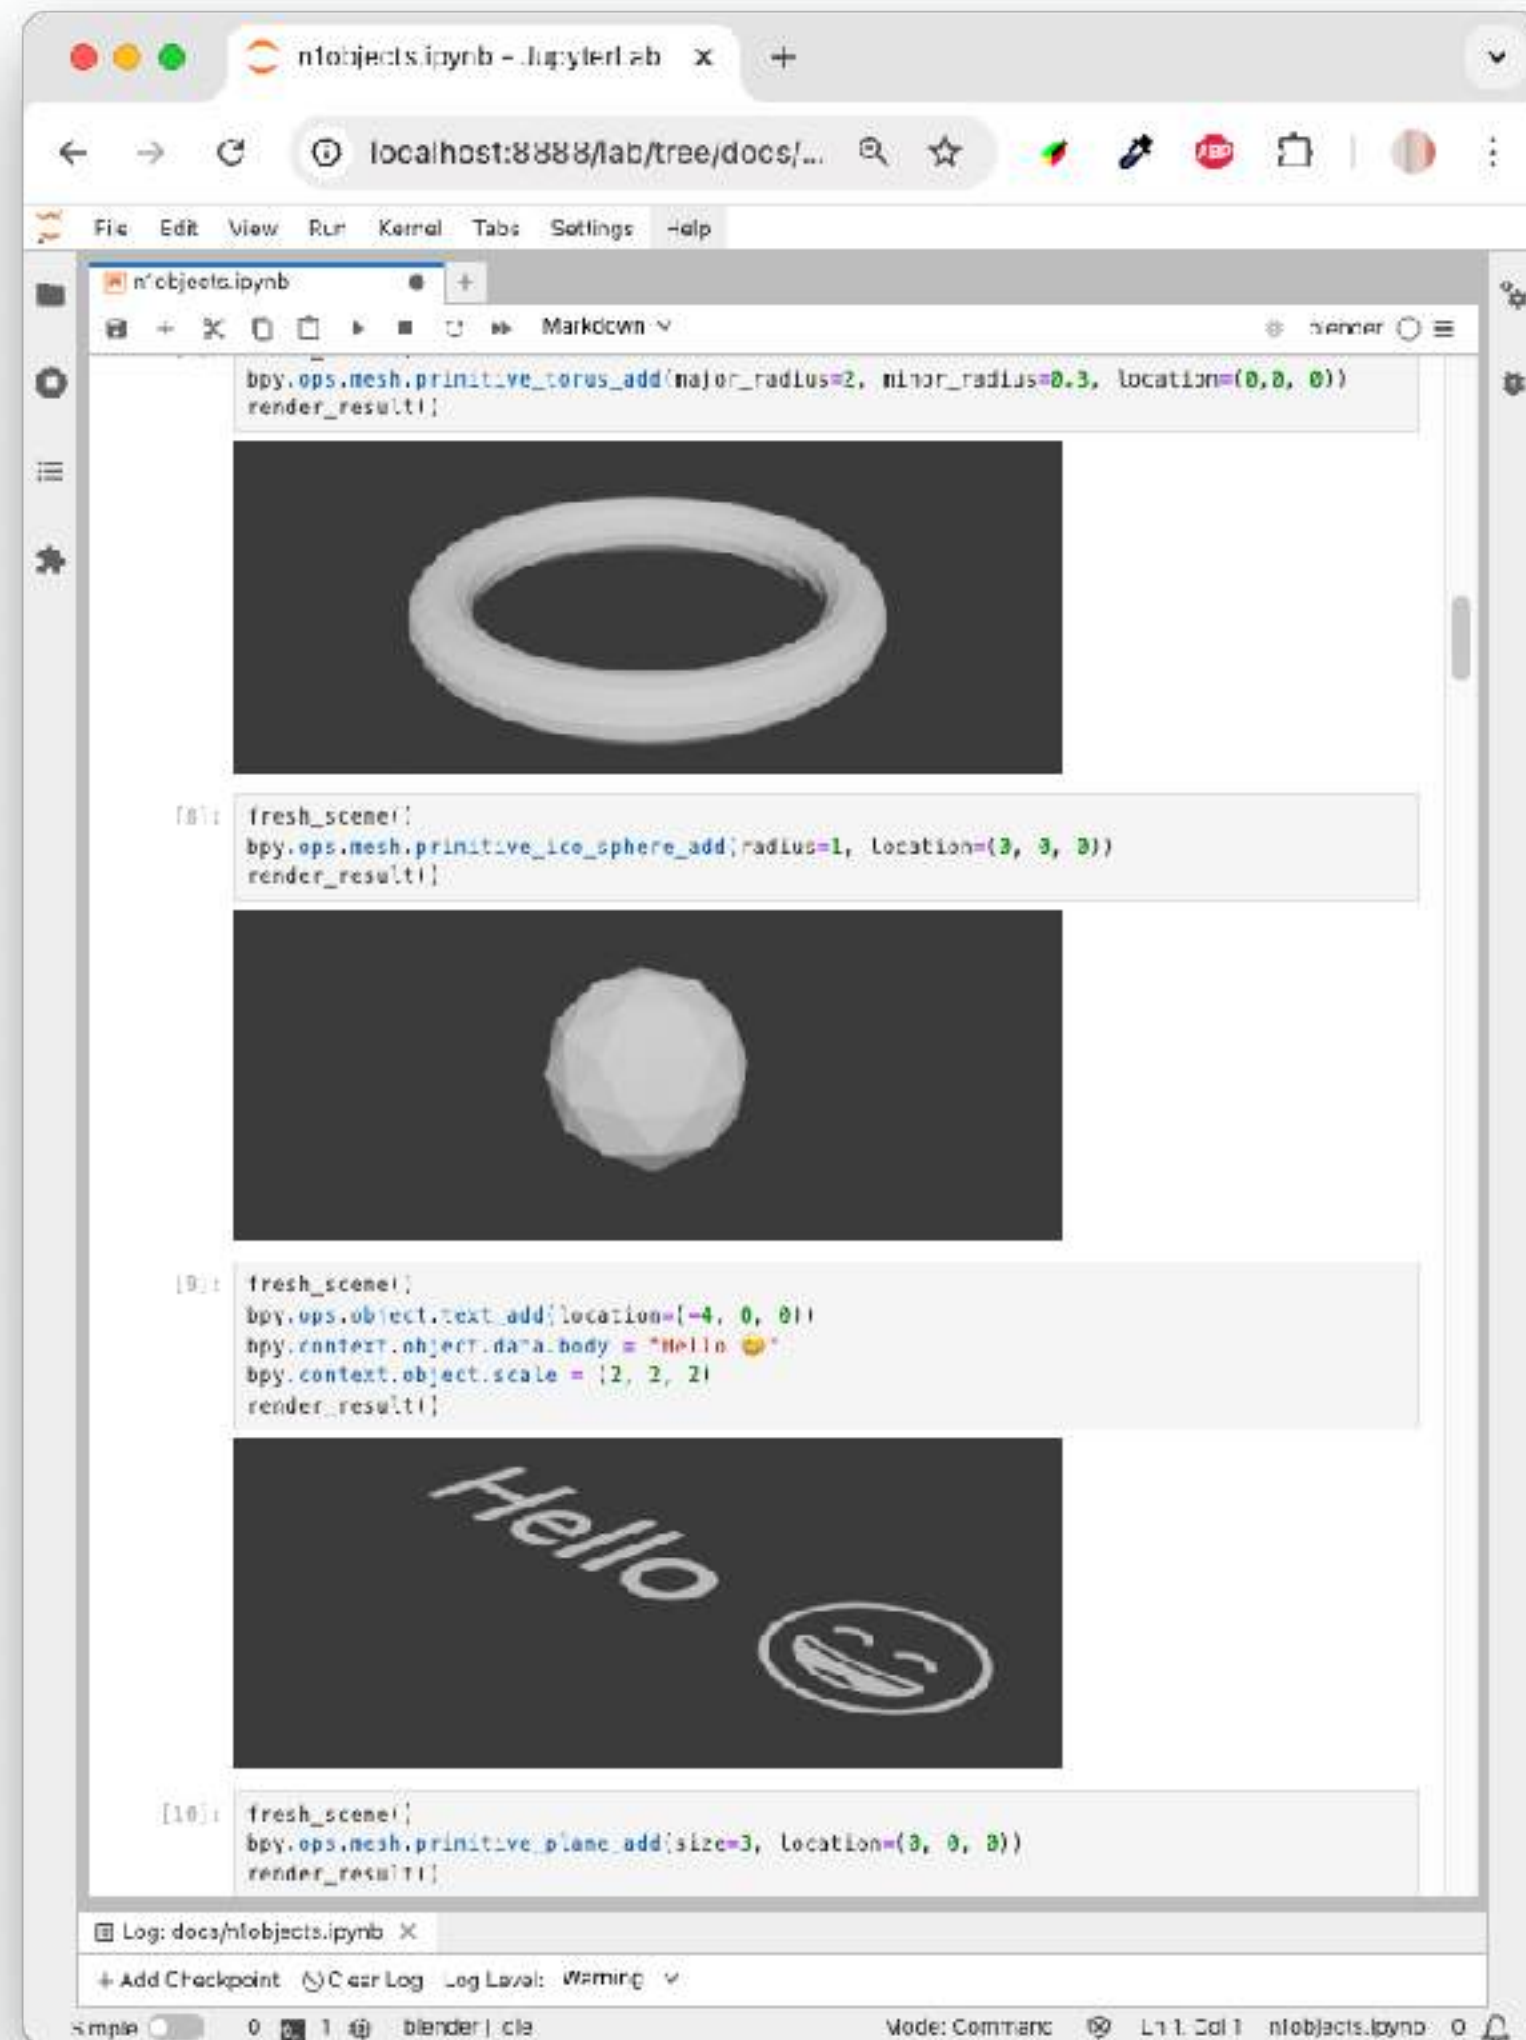 n1objects.ipynb - JupyterLab
localhost:8888/lab/tree/docs/...
File Edit View Run Kernel Tabs Settings Help
n1objects.ipynb
Markdown
blender
bpy.ops.mesh.primitive_torus_add(major_radius=2, minor_radius=0.3, location=(0,0, 0))
render_result()
[8]:
fresh_scene()
bpy.ops.mesh.primitive_ico_sphere_add(radius=1, location=(0, 0, 0))
render_result()
[9]:
fresh_scene()
bpy.ops.object.text_add(location=(-4, 0, 0))
bpy.context.object.data.body = "Hello 😅"
bpy.context.object.scale = (2, 2, 2)
render_result()
Hello
[10]:
fresh_scene()
bpy.ops.mesh.primitive_plane_add(size=3, location=(0, 0, 0))
render_result()
Log: docs/n1objects.ipynb
+ Add Checkpoint Clear Log Log Level: Warning
Simple 0 1 blender | Idle Mode: Command Ln 1, Col 1 n1objects.ipynb 0